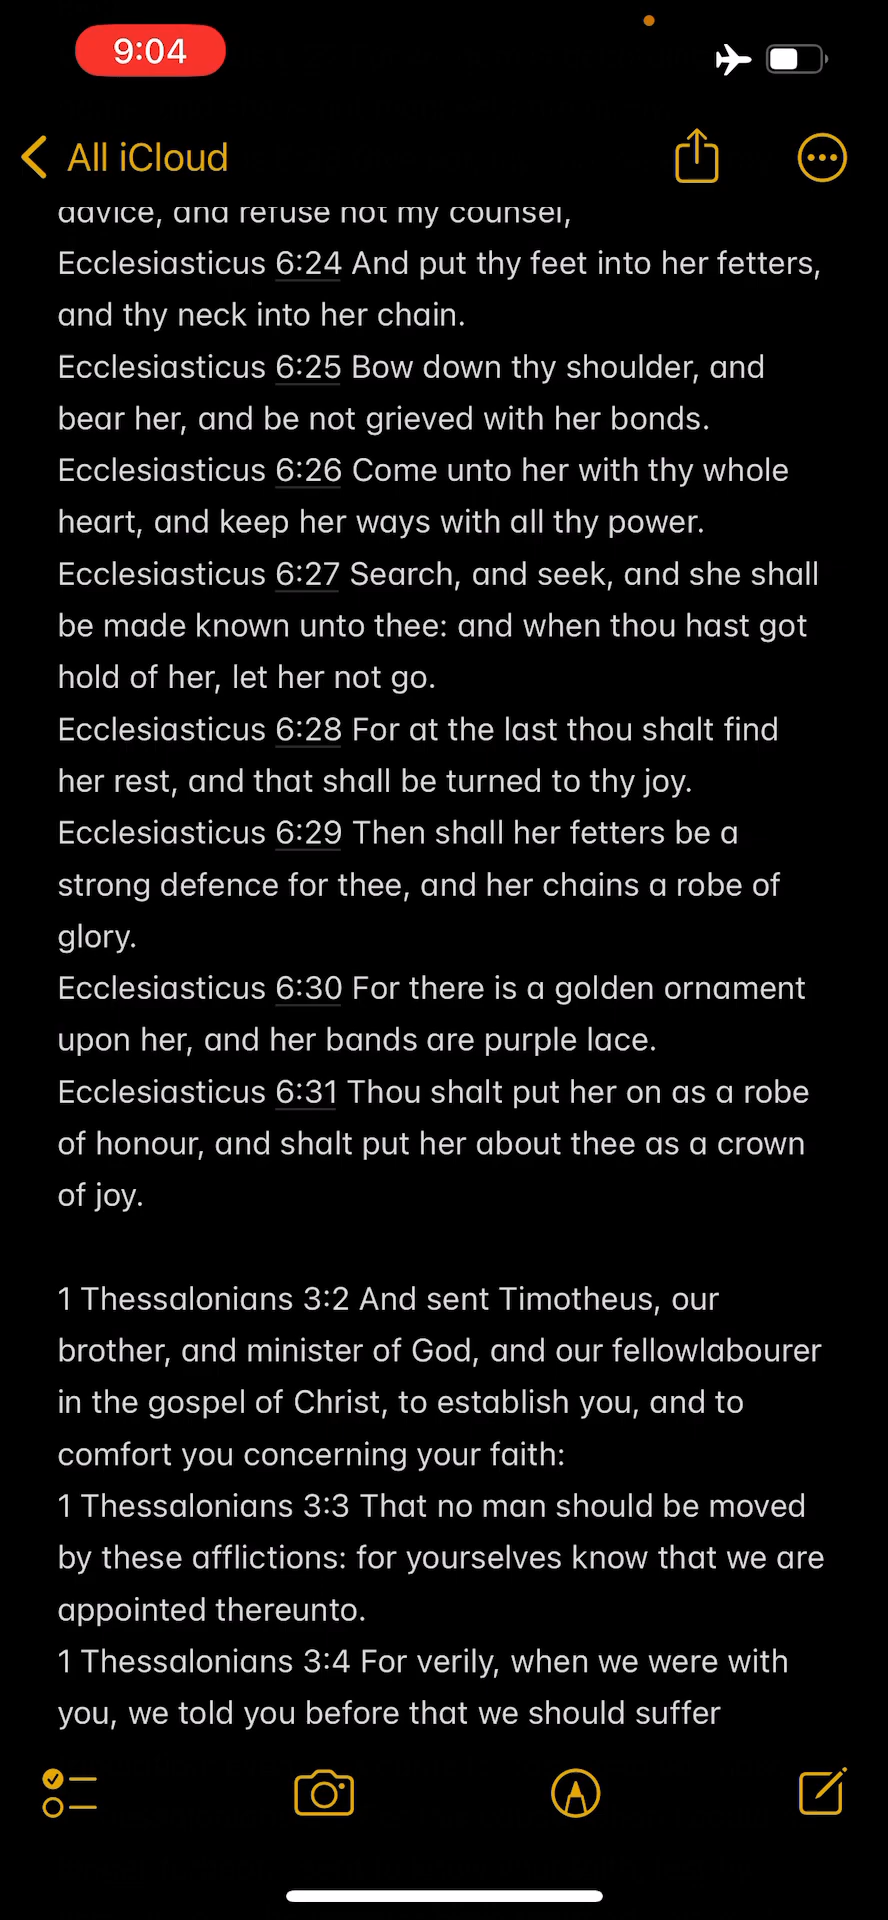 9:04
All iCloud
advice, and refuse not my counsel,
Ecclesiasticus 6:24 And put thy feet into her fetters,
and thy neck into her chain.
Ecclesiasticus 6:25 Bow down thy shoulder, and
bear her, and be not grieved with her bonds.
Ecclesiasticus 6:26 Come unto her with thy whole
heart, and keep her ways with all thy power.
Ecclesiasticus 6:27 Search, and seek, and she shall
be made known unto thee: and when thou hast got
hold of her, let her not go.
Ecclesiasticus 6:28 For at the last thou shalt find
her rest, and that shall be turned to thy joy.
Ecclesiasticus 6:29 Then shall her fetters be a
strong defence for thee, and her chains a robe of
glory.
Ecclesiasticus 6:30 For there is a golden ornament
upon her, and her bands are purple lace.
Ecclesiasticus 6:31 Thou shalt put her on as a robe
of honour, and shalt put her about thee as a crown
of joy.
1 Thessalonians 3:2 And sent Timotheus, our
brother, and minister of God, and our fellowlabourer
in the gospel of Christ, to establish you, and to
comfort you concerning your faith:
1 Thessalonians 3:3 That no man should be moved
by these afflictions: for yourselves know that we are
appointed thereunto.
1 Thessalonians 3:4 For verily, when we were with
you, we told you before that we should suffer